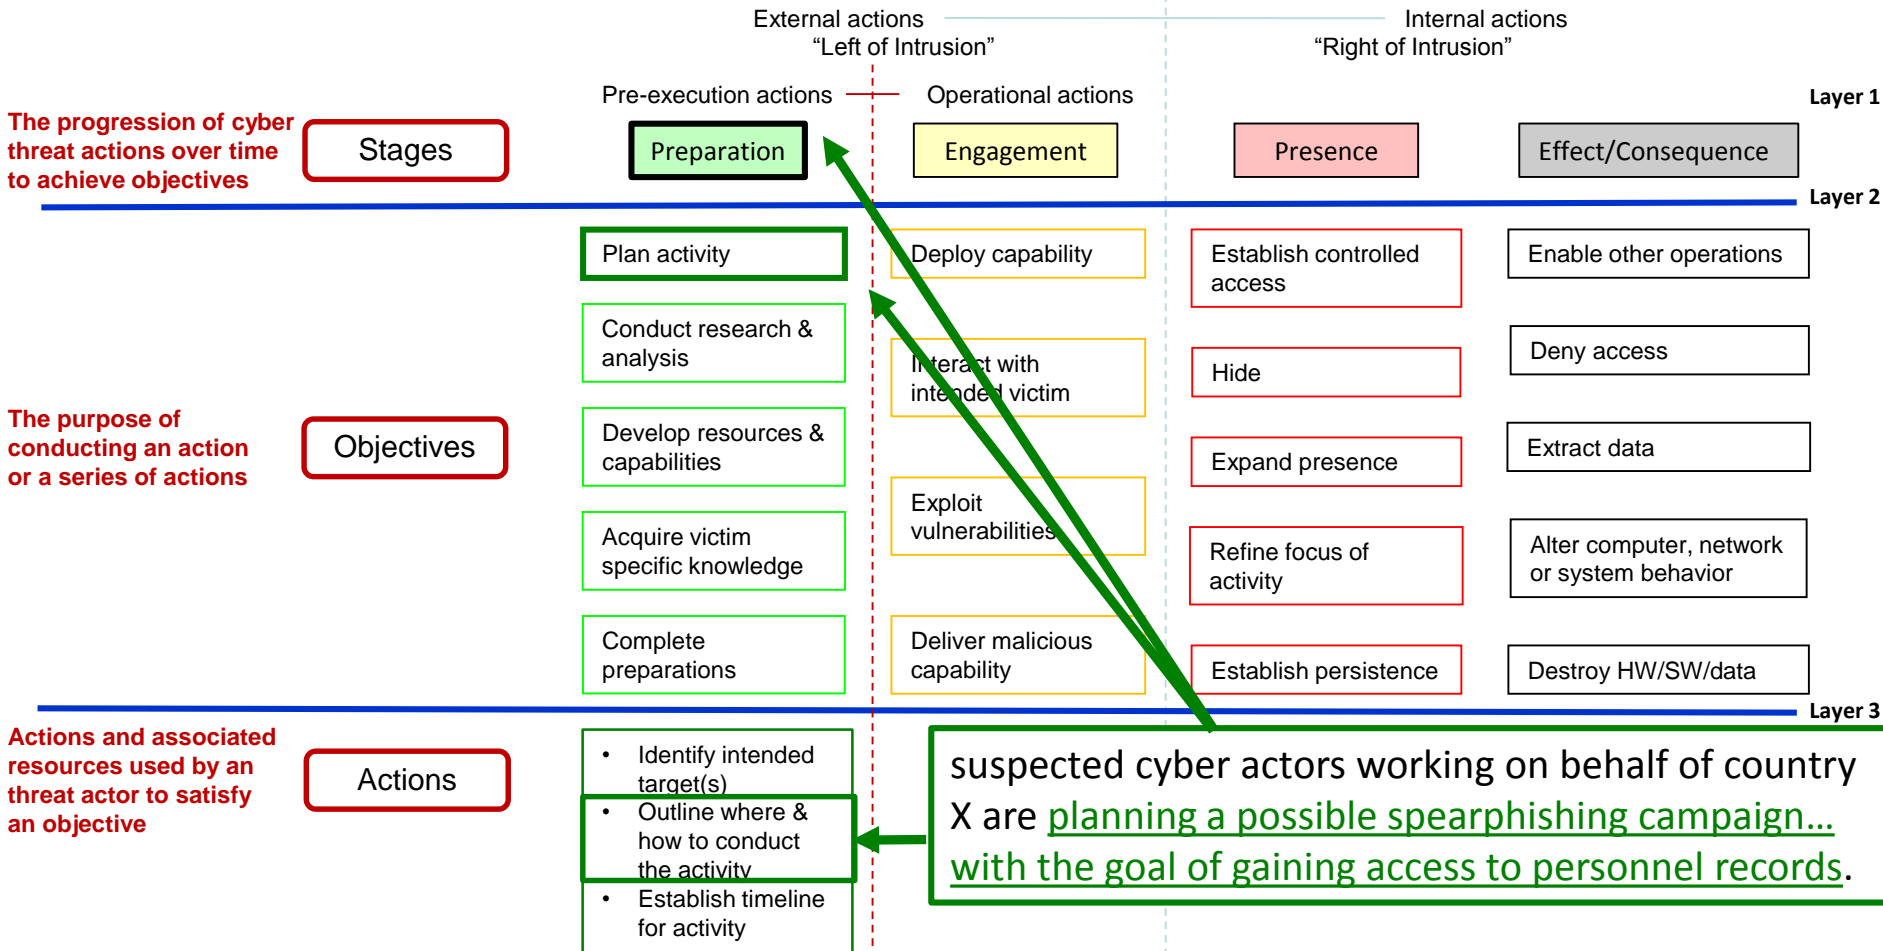 External actions
Internal actions
“Left of Intrusion”
“Right of Intrusion”
Pre-execution actions
Operational actions
Layer 1
The progression of cyber
threat actions over time
to achieve objectives
Stages
Preparation
Engagement
Presence
Effect/Consequence
Layer 2
The purpose of
conducting an action
or a series of actions
Objectives
Plan activity
Conduct research &
analysis
Develop resources &
capabilities
Acquire victim
specific knowledge
Complete
preparations
Deploy capability
Interact with
intended victim
Exploit
vulnerabilities
Deliver malicious
capability
Establish controlled
access
Hide
Expand presence
Refine focus of
activity
Establish persistence
Enable other operations
Deny access
Extract data
Alter computer, network
or system behavior
Destroy HW/SW/data
Layer 3
Actions and associated
resources used by an
threat actor to satisfy
an objective
Actions
• Identify intended
target(s)
• Outline where &
how to conduct
the activity
• Establish timeline
for activity
suspected cyber actors working on behalf of country
X are planning a possible spearphishing campaign…
with the goal of gaining access to personnel records.